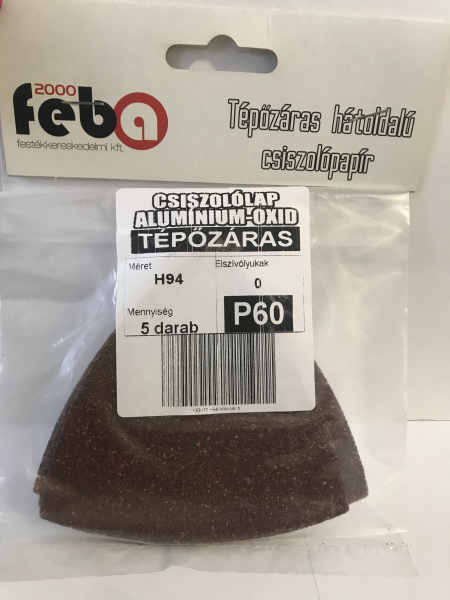 2000
feba
festékkereskedelmi kft.
Tépőzáras hátoldalú
csiszolópapír
CSISZOLÓLAP
ALUMÍNIUM-OXID
TÉPŐZÁRAS
Méret
Elszívólyukak
H94
0
Mennyiség
5 darab
P60